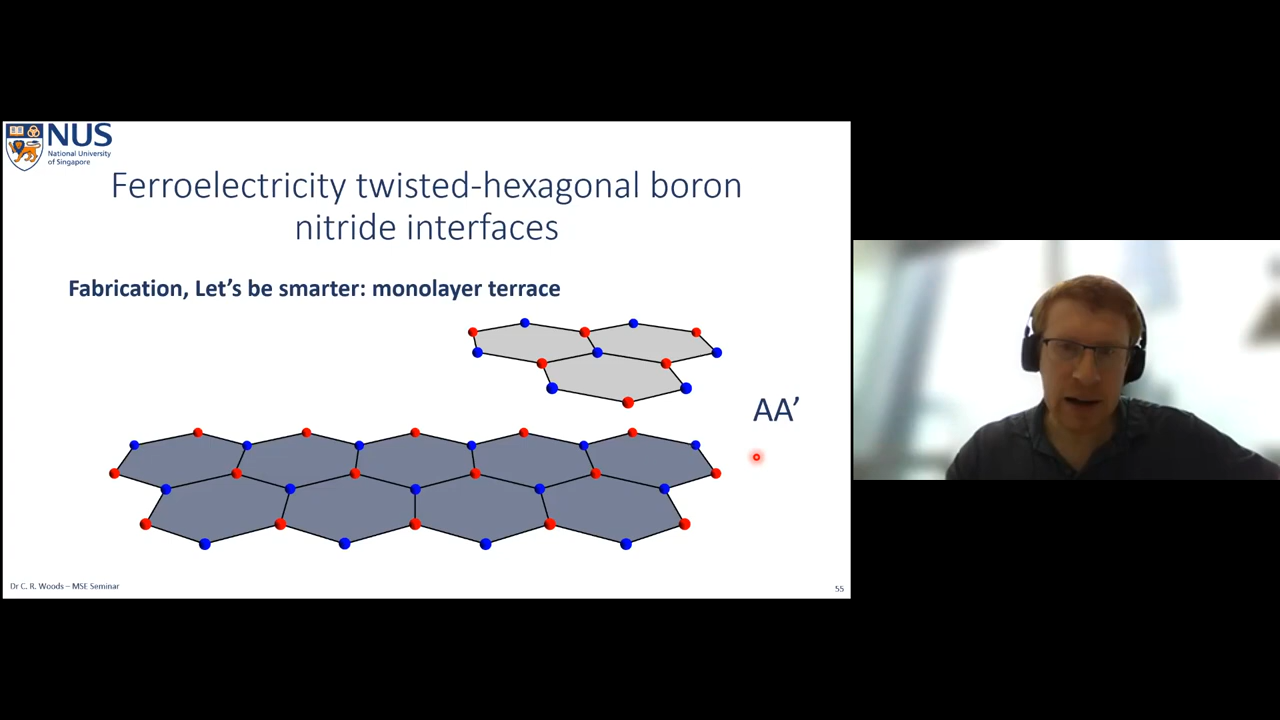 NUS
National University
of Singapore
Ferroelectricity twisted-hexagonal boron
nitride interfaces
Fabrication, Let's be smarter: monolayer terrace
AA’
Dr C. R. Woods – MSE Seminar
55